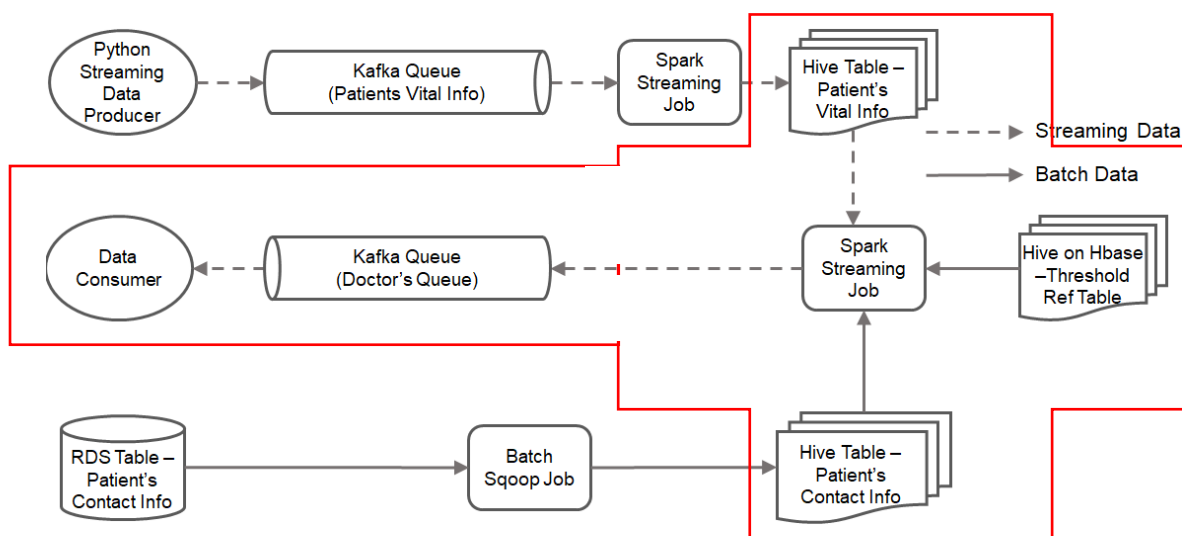 Python
Streaming
Data
Producer
Kafka Queue
(Patients Vital Info)
Spark
Streaming
Job
Hive Table –
Patient's
Vital Info
Streaming Data
Batch Data
Data
Consumer
Kafka Queue
(Doctor's Queue)
Spark
Streaming
Job
Hive on Hbase
–Threshold
Ref Table
RDS Table –
Patient's
Contact Info
Batch
Sqoop Job
Hive Table –
Patient's
Contact Info